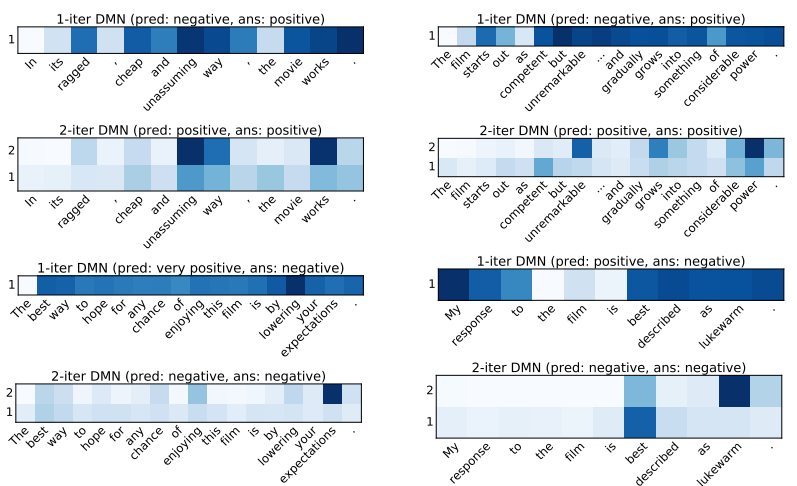 1-iter DMN (pred: negative, ans: positive)
1
In its ragged , cheap and unassuming way , the movie works .
2-iter DMN (pred: positive, ans: positive)
2
1
In its ragged , cheap and unassuming way , the movie works .
1-iter DMN (pred: very positive, ans: negative)
1
The best way to hope for any chance of enjoying this film is by lowering your expectations .
2-iter DMN (pred: negative, ans: negative)
2
1
The best way to hope for any chance of enjoying this film is by lowering your expectations .
1-iter DMN (pred: negative, ans: positive)
1
The film starts out as competent but unremarkable ... and gradually grows into something of considerable power .
2-iter DMN (pred: positive, ans: positive)
2
1
The film starts out as competent but unremarkable ... and gradually grows into something of considerable power .
1-iter DMN (pred: positive, ans: negative)
1
My response to the film is best described as lukewarm .
2-iter DMN (pred: negative, ans: negative)
2
1
My response to the film is best described as lukewarm .